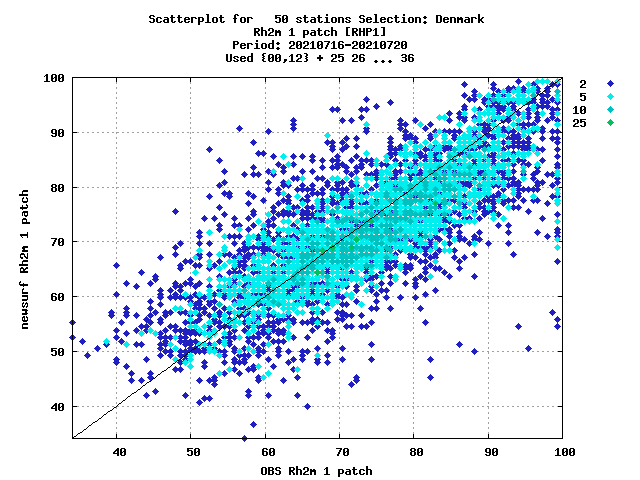 Scatterplot for   50 stations Selection: Denmark
Rh2m 1 patch [RHP1]
Period: 20210716-20210720
Used {00,12} + 25 26 ... 36
100
90
80
70
60
50
40
newsurf Rh2m 1 patch
40 50 60 70 80 90 100
OBS Rh2m 1 patch
2
5
10
25